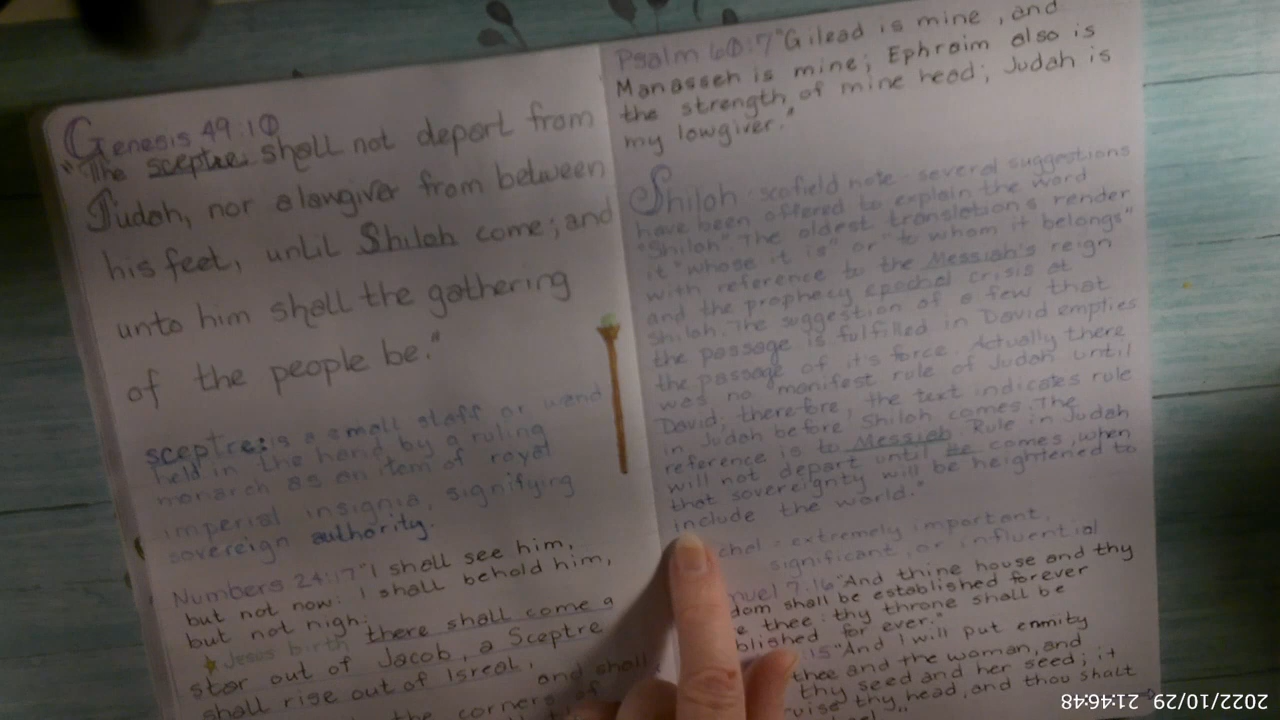 Genesis 49:10
"The sceptre shall not depart from
Judah, nor a lawgiver from between
his feet, until Shiloh come; and
unto him shall the gathering
of the people be."
sceptre: is a small staff or wand
held in the hand by a ruling
monarch as an item of royal
imperial insignia, signifying
sovereign authority.
Numbers 24:17 "I shall see him,
but not now: I shall behold him,
but not nigh:
Jesus birth there shall come a
star out of Jacob, a Sceptre
shall rise out of Isreal,
and shall
the corners of
Psalm 60:7 "Gilead is mine, and
Manasseh is mine; Ephraim also is
the strength of mine head; Judah is
my lawgiver."
Shiloh - scofield note - several suggestions
have been offered to explain the word
"Shiloh" The oldest translation's render
it "whose it is" or "to whom it belongs"
with reference to the Messiah's reign
and the prophecy epochal crisis at
Shiloh. The suggestion of a few that
the passage is fulfilled in David empties
the passage of it's force. Actually there
was no manifest rule of Judah until
David; therefore, the text indicates rule
in Judah before Shiloh comes. The
reference is to Messiah Rule in Judah
will not depart until he comes, when
that sovereignty will be heightened to
include the world."
chel: extremely important,
significant, or influential
muel 7:16 "And thine house and thy
dom shall be established forever
e thee: thy throne shall be
blished for ever."
:15 "And I will put enmity
thee and the woman, and
thy seed and her seed; it
uise thy head, and thou shalt
2022/10/29 21:46:48